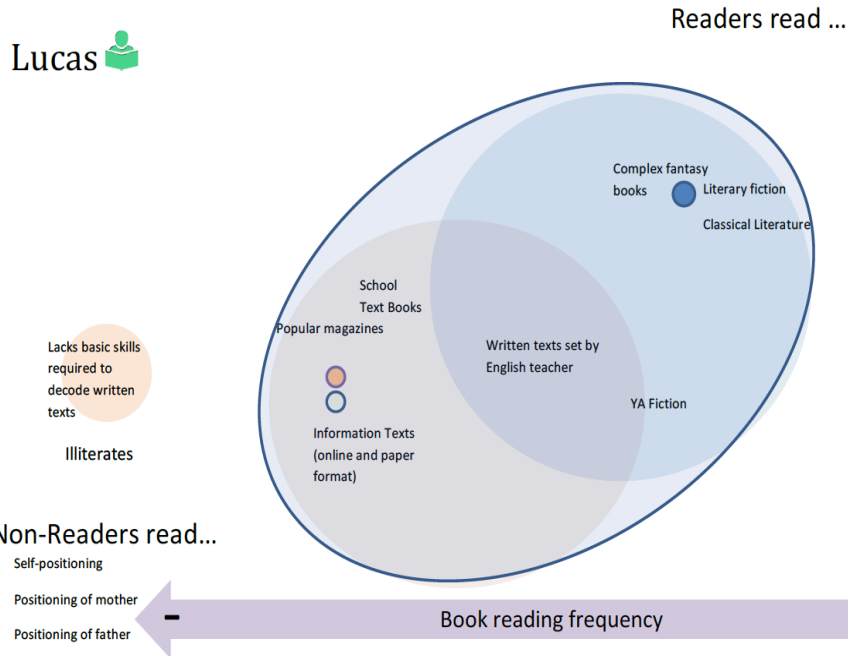 Readers read ...
Lucas
Complex fantasy
books
Literary fiction
Classical Literature
School
Text Books
Popular magazines
Written texts set by
English teacher
Lacks basic skills
required to
decode written
texts
YA Fiction
Information Texts
(online and paper
format)
Illiterates
Non-Readers read...
Self-positioning
Positioning of mother
Positioning of father
-
Book reading frequency